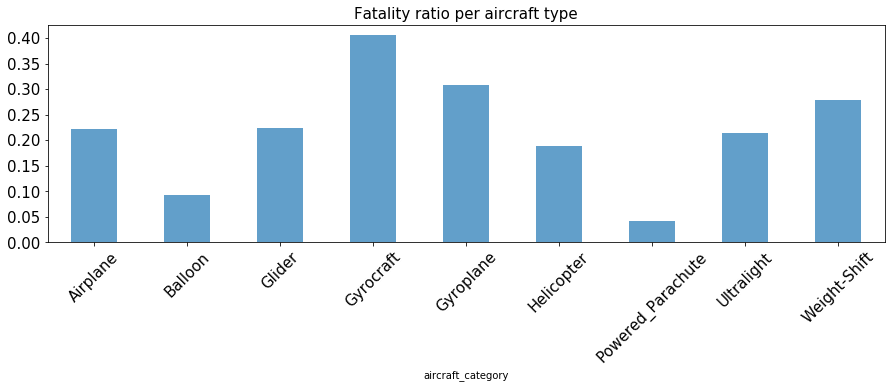 Fatality ratio per aircraft type
0.40
0.35
0.30
0.25
0.20
0.15
0.10
0.05
0.00
Airplane
Balloon
Glider
Gyrocraft
Gyroplane
Helicopter
Powered_Parachute
Ultralight
Weight-Shift
aircraft_category